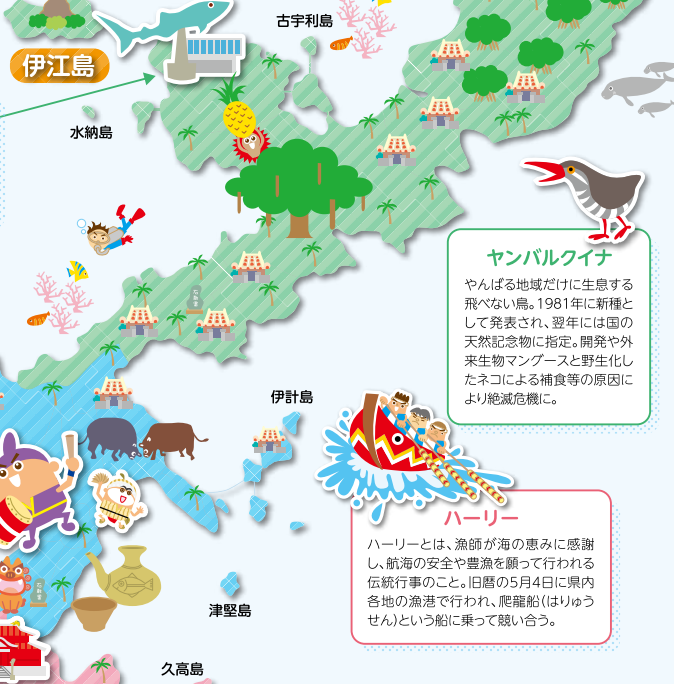 古宇利島
伊江島
水納島
ヤンバルクイナ
やんばる地域だけに生息する
飛べない鳥。1981年に新種と
して発表され、翌年には国の
天然記念物に指定。開発や外
来生物マングースと野生化し
たネコによる補食等の原因に
より絶滅危機に。
伊計島
ハーリー
ハーリーとは、漁師が海の恵みに感謝
し、航海の安全や豊漁を願って行われる
伝統行事のこと。旧暦の5月4日に県内
各地の漁港で行われ、爬龍船(はりゅう
せん)という船に乗って競い合う。
津堅島
久高島